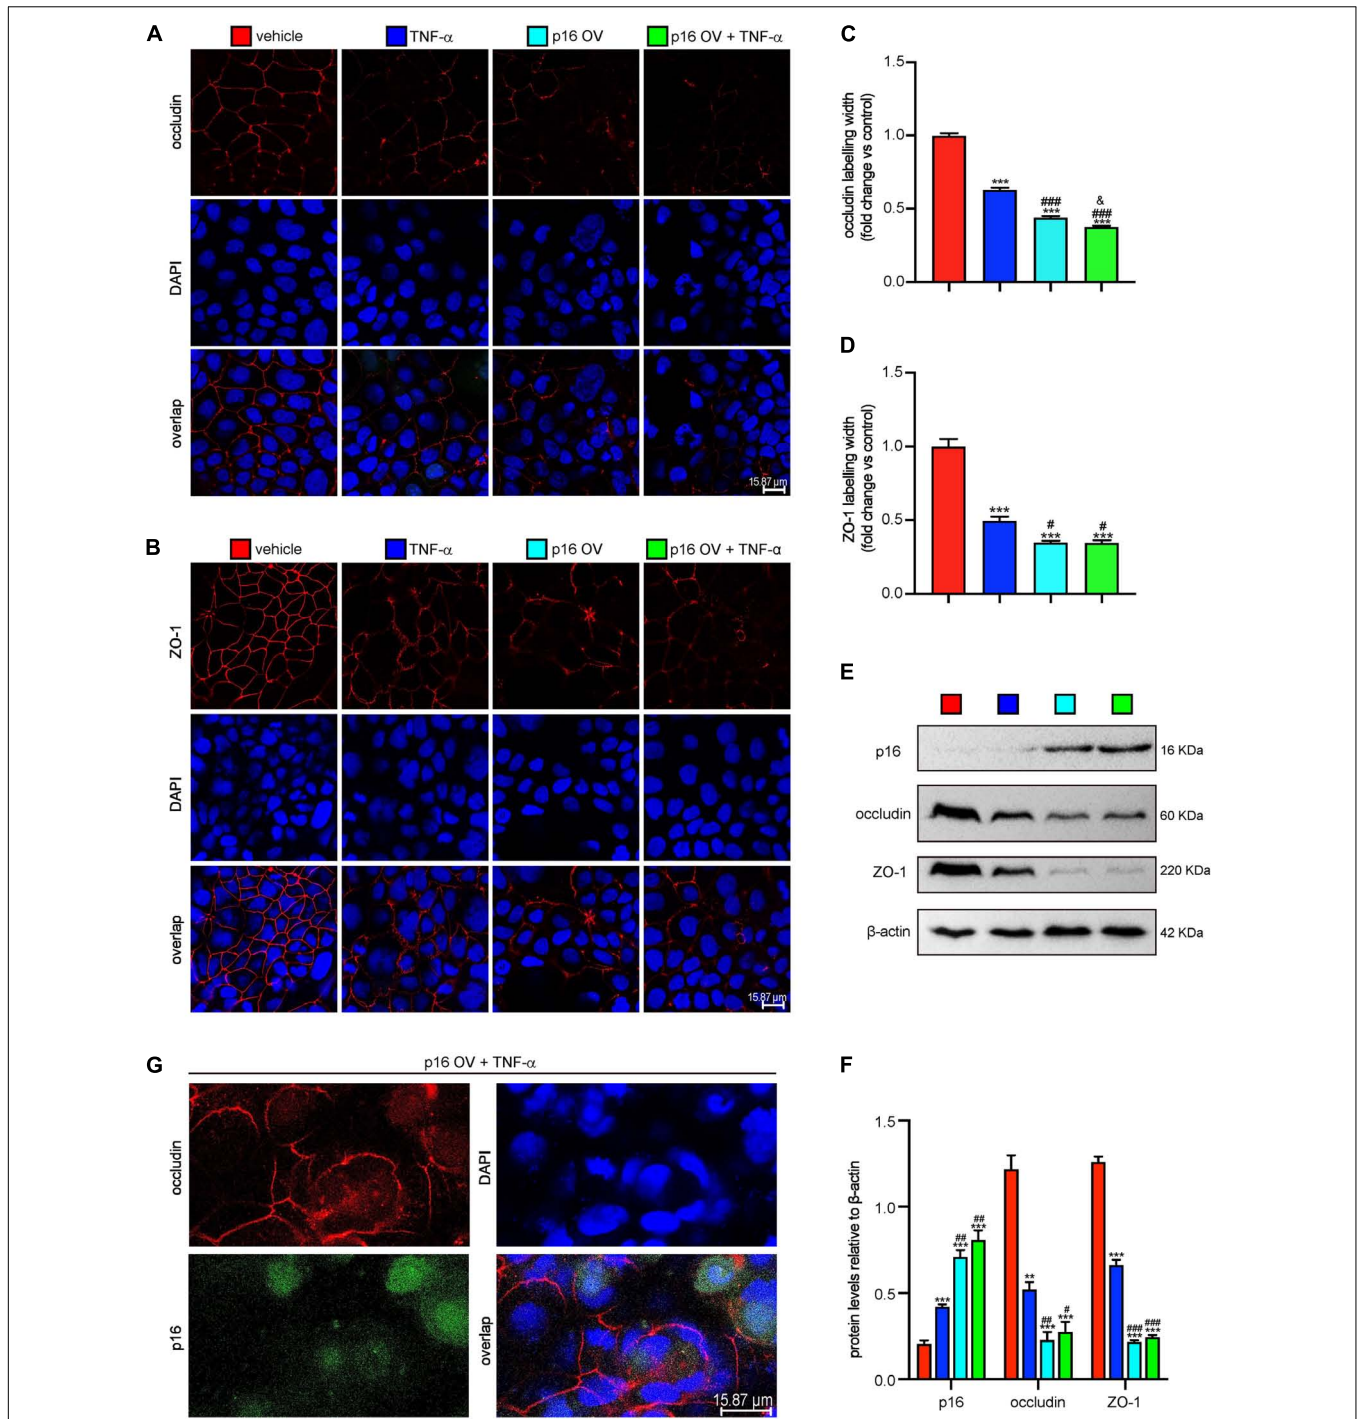 A
vehicle
TNF-α
p16 OV
p16 OV + TNF-α
occludin
DAPI
overlap
15.87 µm
B
vehicle
TNF-α
p16 OV
p16 OV + TNF-α
ZO-1
DAPI
overlap
15.87 µm
C
occludin labelling width
(fold change vs control)
1.5
1.0
0.5
0.0
***
###
***
&
###
***
D
ZO-1 labelling width
(fold change vs control)
1.5
1.0
0.5
0.0
***
#
***
#
***
E
p16
16 KDa
occludin
60 KDa
ZO-1
220 KDa
β-actin
42 KDa
G
p16 OV + TNF-α
occludin
DAPI
p16
overlap
15.87 µm
F
protein levels relative to β-actin
1.5
1.0
0.5
0.0
***
##
***
##
***
**
##
***
#
***
***
###
***
###
***
p16
occludin
ZO-1